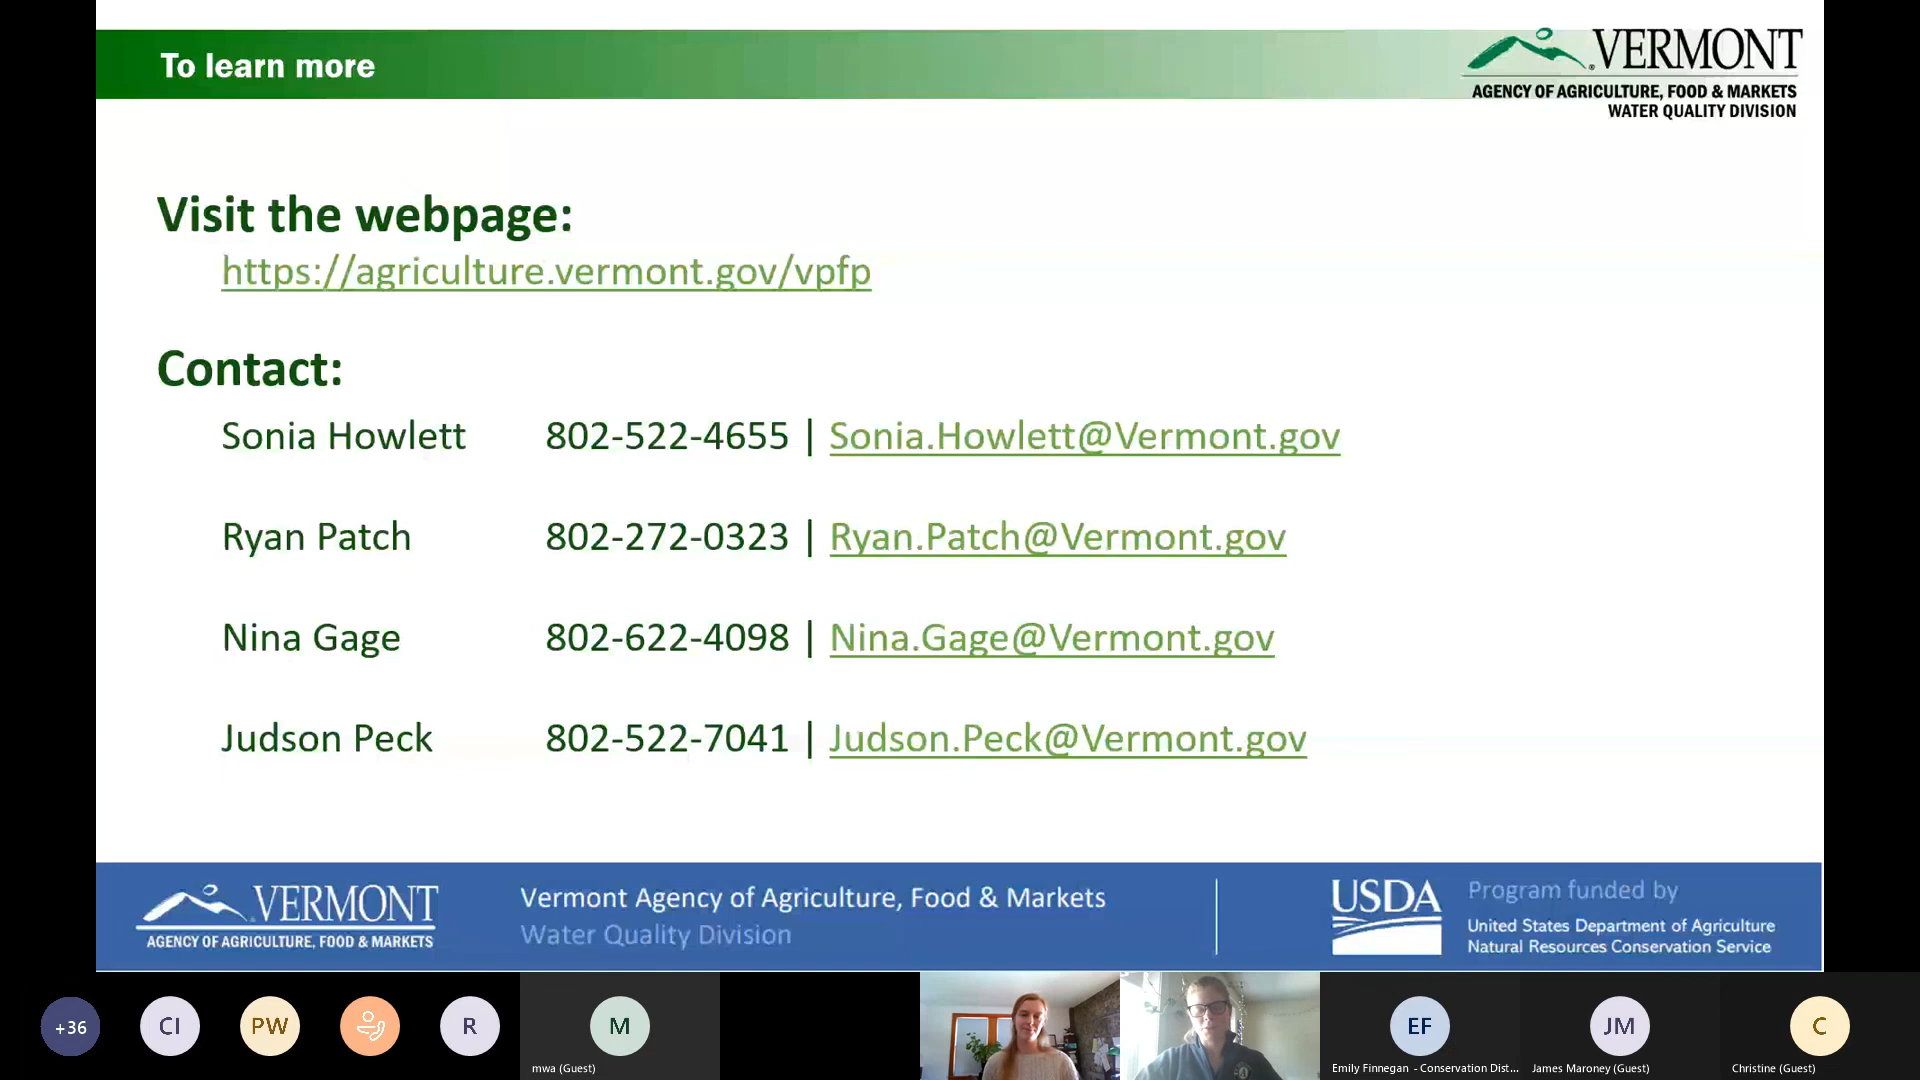 To learn more
VERMONT
AGENCY OF AGRICULTURE, FOOD & MARKETS
WATER QUALITY DIVISION
Visit the webpage:
https://agriculture.vermont.gov/vpfp
Contact:
Sonia Howlett 802-522-4655 | Sonia.Howlett@Vermont.gov
Ryan Patch 802-272-0323 | Ryan.Patch@Vermont.gov
Nina Gage 802-622-4098 | Nina.Gage@Vermont.gov
Judson Peck 802-522-7041 | Judson.Peck@Vermont.gov
VERMONT
AGENCY OF AGRICULTURE, FOOD & MARKETS
Vermont Agency of Agriculture, Food & Markets
Water Quality Division
USDA
Program funded by
United States Department of Agriculture
Natural Resources Conservation Service
+36
CI
PW
R
M
EF
JM
C
mwa (Guest)
Emily Finnegan - Conservation Dist...
James Maroney (Guest)
Christine (Guest)